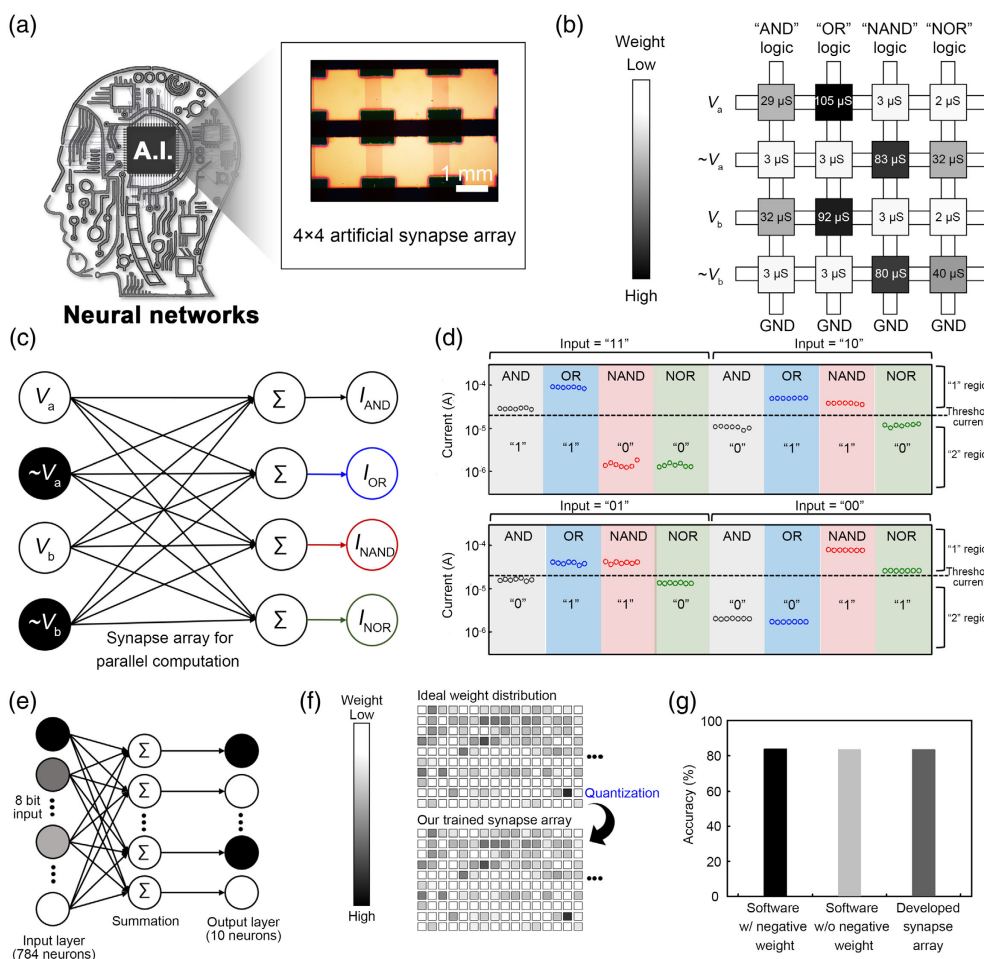 (a)
A.I.
1 mm
4×4 artificial synapse array
Neural networks
(b)
Weight
Low
High
“AND” logic
“OR” logic
“NAND” logic
“NOR” logic
Va
29 µS
105 µS
3 µS
2 µS
~Va
3 µS
3 µS
83 µS
32 µS
Vb
32 µS
92 µS
3 µS
2 µS
~Vb
3 µS
3 µS
80 µS
40 µS
GND
GND
GND
GND
(c)
Va
~Va
Vb
~Vb
Σ
Σ
Σ
Σ
IAND
IOR
INAND
INOR
Synapse array for
parallel computation
(d)
Input = “11”
Input = “10”
AND
OR
NAND
NOR
AND
OR
NAND
NOR
Current (A)
10-4
10-5
10-6
“1”
“1”
“0”
“0”
“0”
“1”
“1”
“0”
“1” regio
Thresho
current
“2” regio
Input = “01”
Input = “00”
AND
OR
NAND
NOR
AND
OR
NAND
NOR
Current (A)
10-4
10-5
10-6
“0”
“1”
“1”
“0”
“0”
“0”
“1”
“1”
“1” regio
Thresho
current
“2” regio
(e)
8 bit
input
Σ
Σ
Σ
Σ
Summation
Input layer
(784 neurons)
Output layer
(10 neurons)
(f)
Weight
Low
High
Ideal weight distribution
Quantization
Our trained synapse array
(g)
Accuracy (%)
100
80
60
40
20
0
Software
w/ negative
weight
Software
w/o negative
weight
Developed
synapse
array